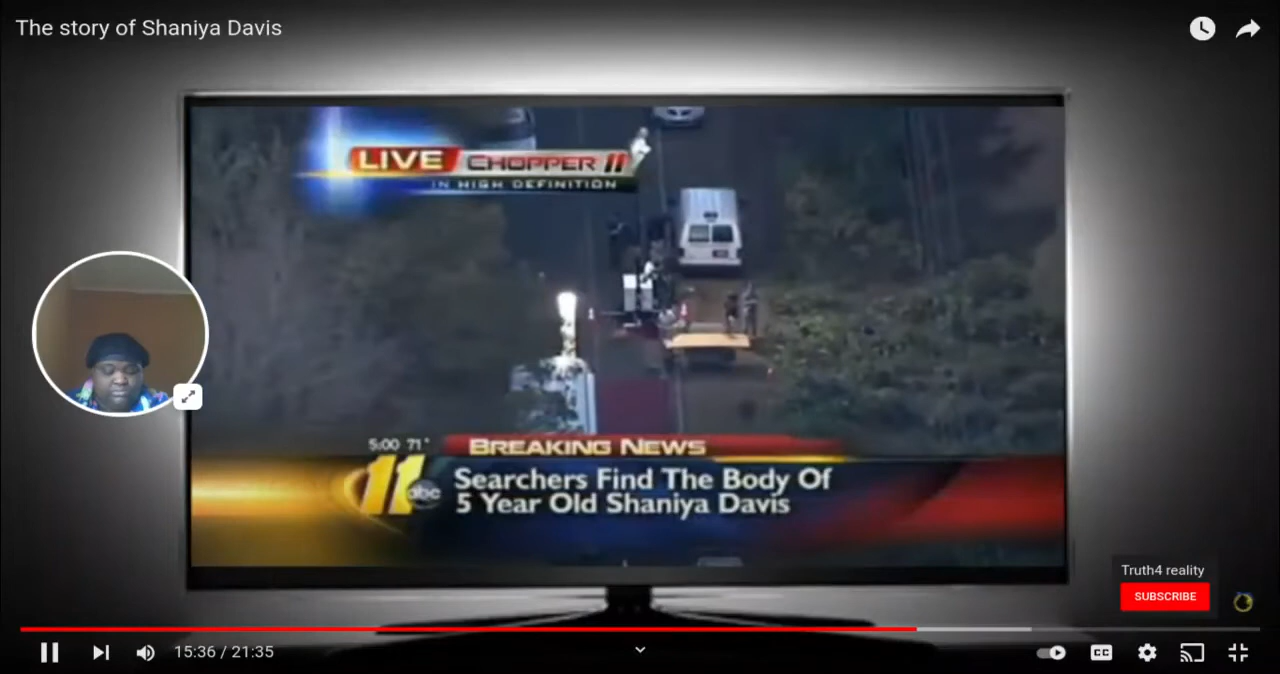 The story of Shaniya Davis
LIVE CHOPPER 11
IN HIGH DEFINITION
5:00 71°
BREAKING NEWS
11 abc
Searchers Find The Body Of
5 Year Old Shaniya Davis
Truth4 reality
SUBSCRIBE
15:36 / 21:35
CC